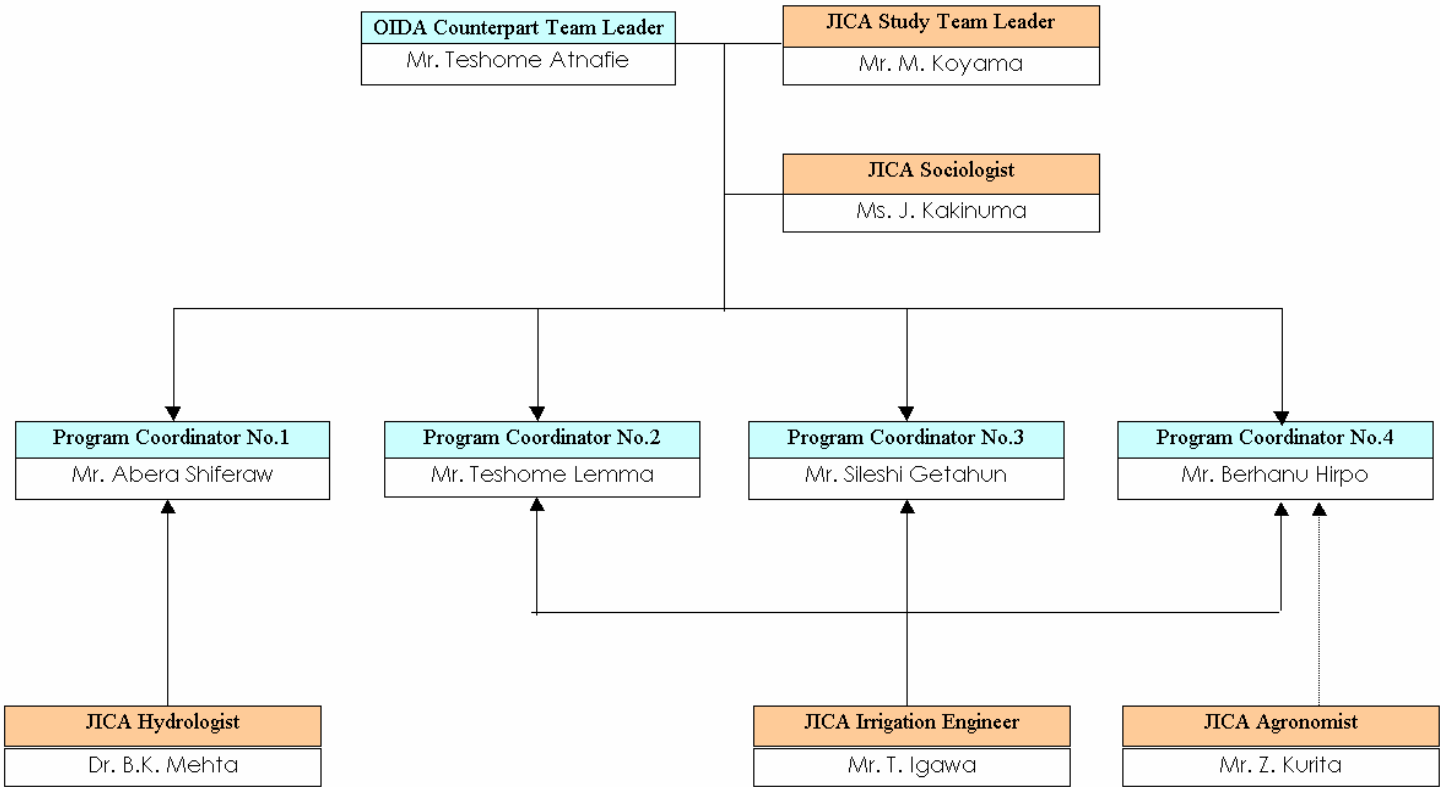 OIDA Counterpart Team Leader
Mr. Teshome Atnafie
JICA Study Team Leader
Mr. M. Koyama
JICA Sociologist
Ms. J. Kakinuma
Program Coordinator No.1
Mr. Abera Shiferaw
Program Coordinator No.2
Mr. Teshome Lemma
Program Coordinator No.3
Mr. Sileshi Getahun
Program Coordinator No.4
Mr. Berhanu Hirpo
JICA Hydrologist
Dr. B.K. Mehta
JICA Irrigation Engineer
Mr. T. Igawa
JICA Agronomist
Mr. Z. Kurita